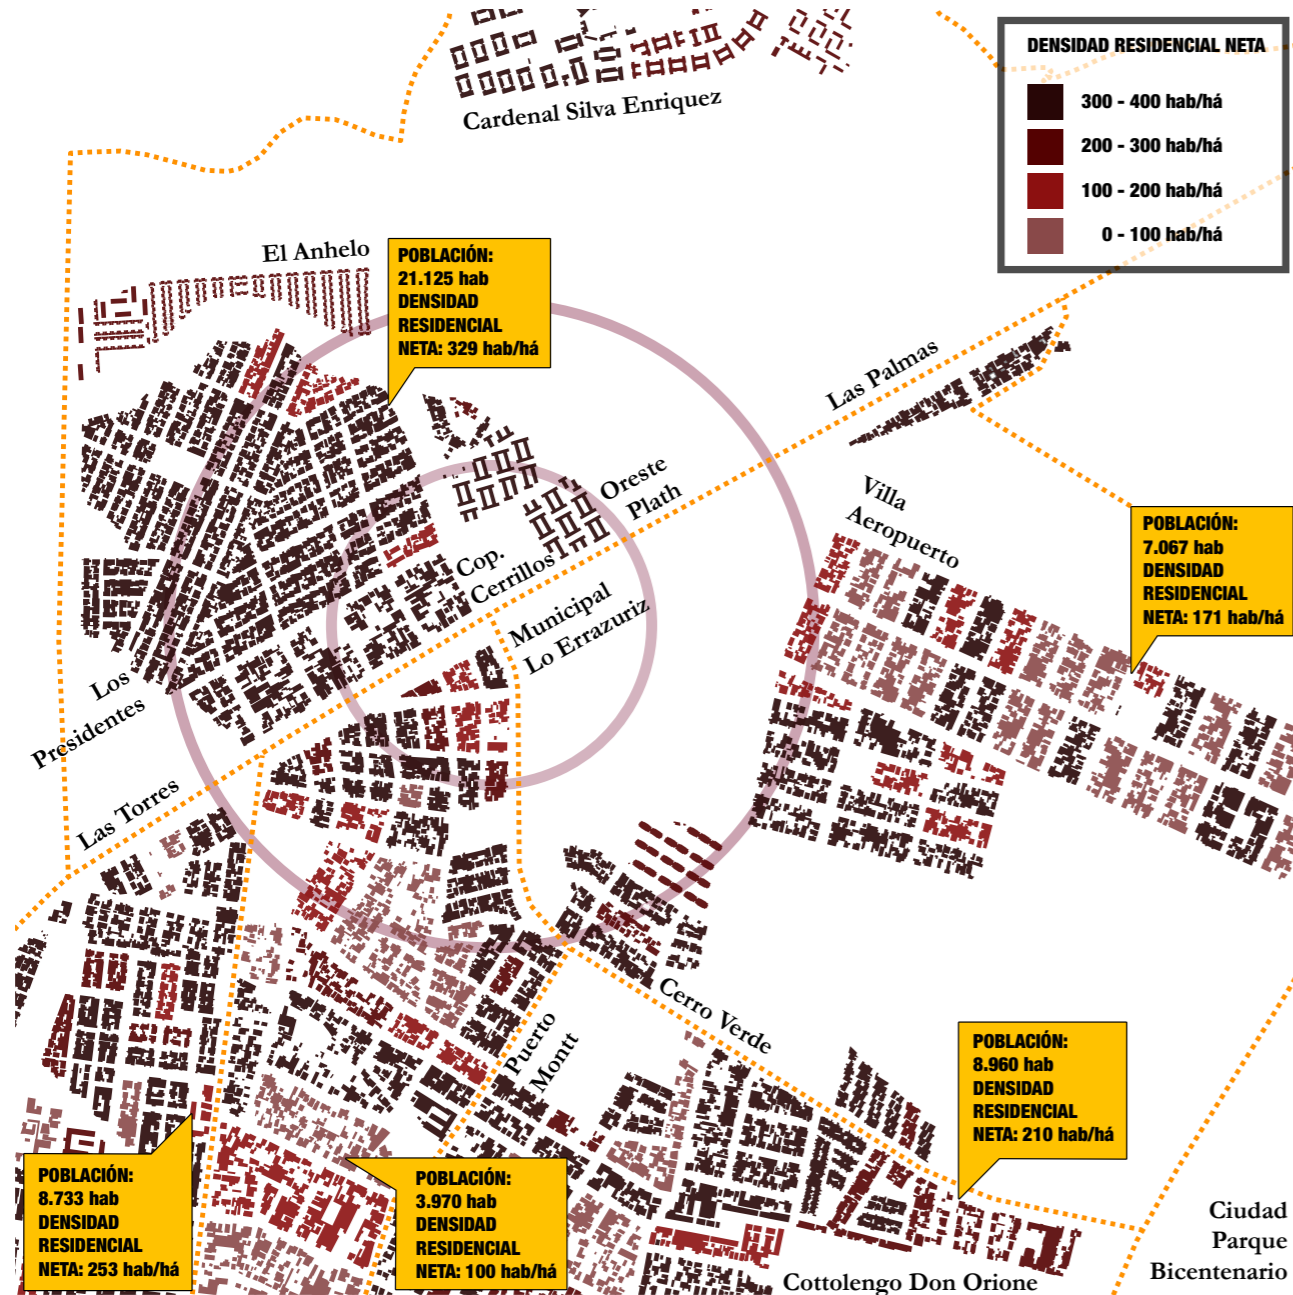 DENSIDAD RESIDENCIAL NETA
300 - 400 hab/há
200 - 300 hab/há
100 - 200 hab/há
0 - 100 hab/há
Cardenal Silva Enriquez
El Anhelo
POBLACIÓN:
21.125 hab
DENSIDAD
RESIDENCIAL
NETA: 329 hab/há
Las Palmas
Oreste
Plath
Villa
Aeropuerto
POBLACIÓN:
7.067 hab
DENSIDAD
RESIDENCIAL
NETA: 171 hab/há
Cop.
Cerrillos
Municipal
Lo Errazuriz
Los
Presidentes
Las Torres
Cerro Verde
Puerto
Montt
POBLACIÓN:
8.960 hab
DENSIDAD
RESIDENCIAL
NETA: 210 hab/há
POBLACIÓN:
8.733 hab
DENSIDAD
RESIDENCIAL
NETA: 253 hab/há
POBLACIÓN:
3.970 hab
DENSIDAD
RESIDENCIAL
NETA: 100 hab/há
Ciudad
Parque
Bicentenario
Cottolengo Don Orione